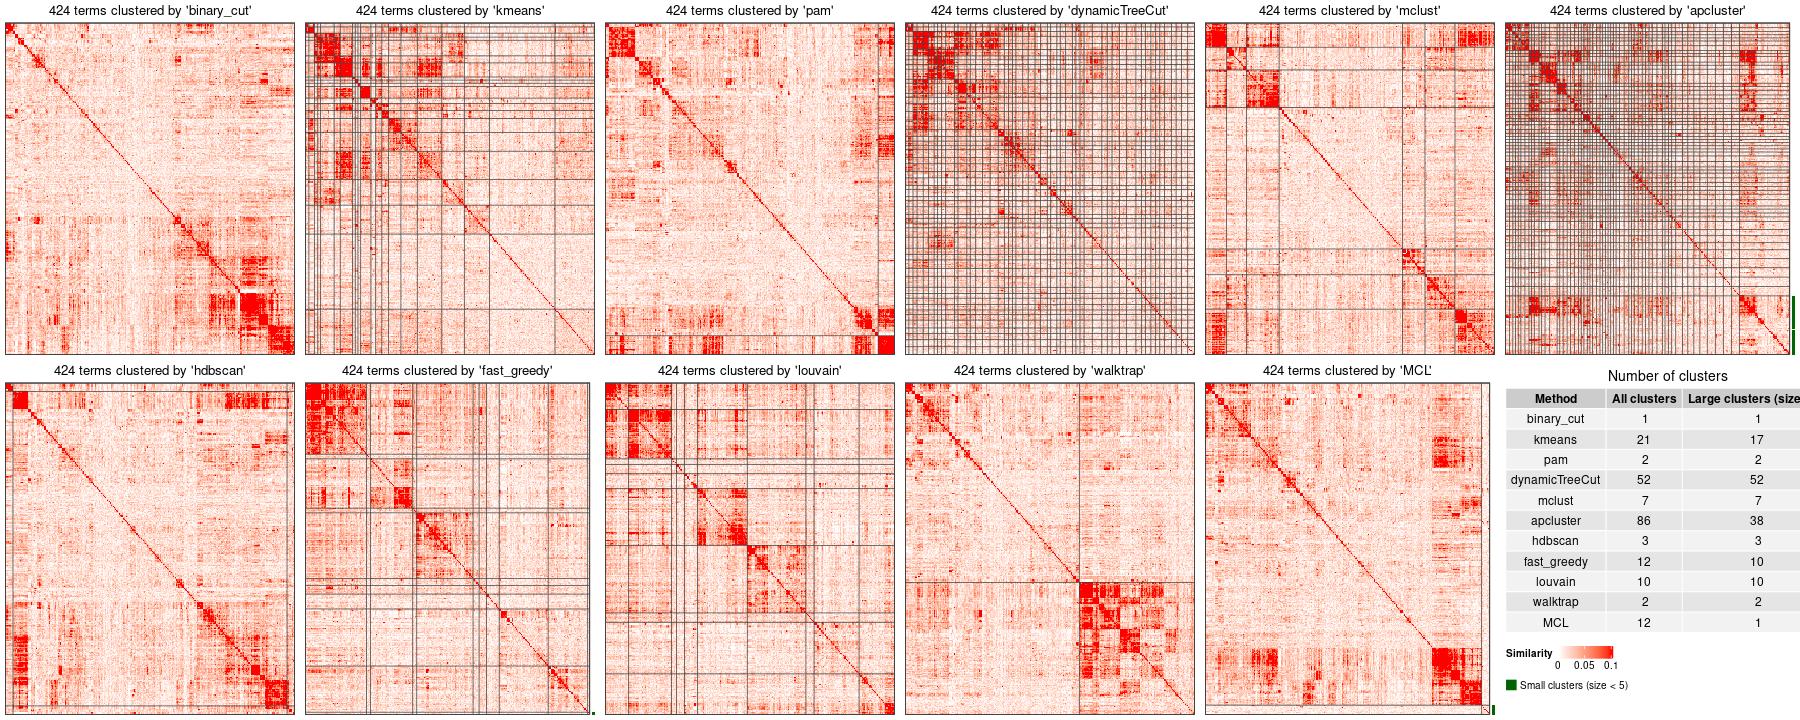 424 terms clustered by 'binary_cut'
424 terms clustered by 'kmeans'
424 terms clustered by 'pam'
424 terms clustered by 'dynamicTreeCut'
424 terms clustered by 'mclust'
424 terms clustered by 'apcluster'
424 terms clustered by 'hdbscan'
424 terms clustered by 'fast_greedy'
424 terms clustered by 'louvain'
424 terms clustered by 'walktrap'
424 terms clustered by 'MCL'
Number of clusters
Method All clusters Large clusters (size
binary_cut 1 1
kmeans 21 17
pam 2 2
dynamicTreeCut 52 52
mclust 7 7
apcluster 86 38
hdbscan 3 3
fast_greedy 12 10
louvain 10 10
walktrap 2 2
MCL 12 1
Similarity
0 0.05 0.1
Small clusters (size < 5)